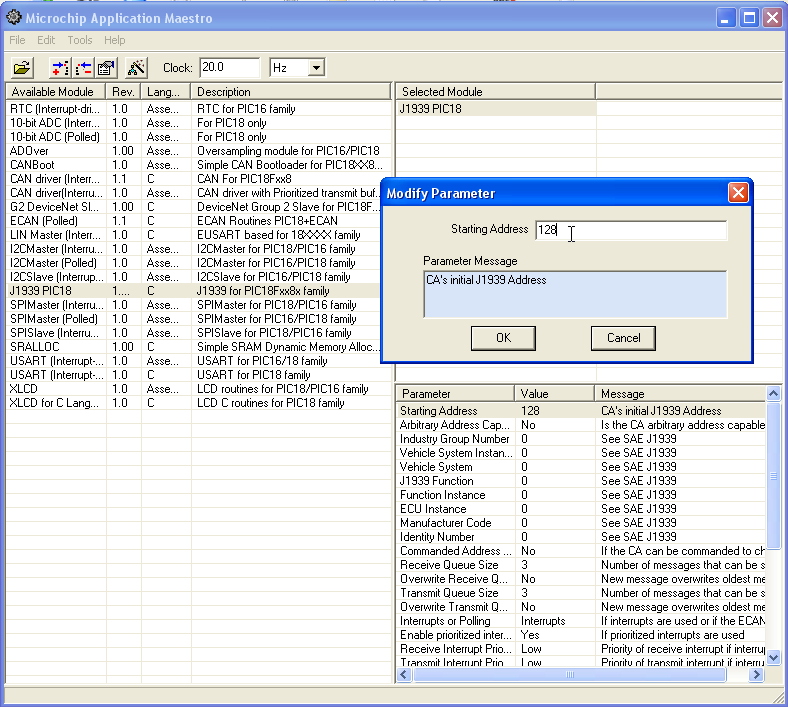 Microchip Application Maestro
File Edit Tools Help
Clock: 20.0 Hz
Available Module Rev. Lang... Description
RTC (Interrupt-dri... 1.0 Asse... RTC for PIC16 family
10-bit ADC (Interr... 1.0 Asse... For PIC18 only
10-bit ADC (Polled) 1.0 Asse... For PIC18 only
ADOver 1.00 Asse... Oversampling module for PIC16/PIC18
CANBoot 1.0 Asse... Simple CAN Bootloader for PIC18XX8...
CAN driver (Interr... 1.1 C CAN For PIC18Fxx8
CAN driver(Interru... 1.0 Asse... CAN driver with Prioritized transmit buf...
G2 DeviceNet Sl... 1.00 C DeviceNet Group 2 Slave for PIC18F...
ECAN (Polled) 1.1 C ECAN Routines PIC18+ECAN
LIN Master (Interr... 1.0 C EUSART based for 18XXXX family
I2CMaster (Interru... 1.0 Asse... I2CMaster for PIC18/PIC16 family
I2CMaster (Polled) 1.0 Asse... I2CMaster for PIC18/PIC16 family
I2CSlave (Interrup... 1.0 Asse... I2CSlave for PIC16/PIC18 family
J1939 PIC18 1.... C J1939 for PIC18Fxx8x family
SPIMaster (Interru... 1.0 Asse... SPIMaster for PIC18/PIC16 family
SPIMaster (Polled) 1.0 Asse... SPIMaster for PIC18/PIC16 family
SPISlave (Interru... 1.0 Asse... SPISlave for PIC18/PIC16 family
SRALLOC 1.00 C Simple SRAM Dynamic Memory Alloc...
USART (Interrupt-... 1.0 Asse... USART for PIC16/18 family
USART (Interrupt-... 1.0 C USART for PIC18 family
XLCD 1.0 Asse... LCD routines for PIC18/PIC16 family
XLCD for C Lang... 1.0 C LCD C routines for PIC18 family
Selected Module
J1939 PIC18
Modify Parameter
Starting Address 128
Parameter Message
CA's initial J1939 Address
OK Cancel
Parameter Value Message
Starting Address 128 CA's initial J1939 Address
Arbitrary Address Cap... No Is the CA arbitrary address capable
Industry Group Number 0 See SAE J1939
Vehicle System Instan... 0 See SAE J1939
Vehicle System 0 See SAE J1939
J1939 Function 0 See SAE J1939
Function Instance 0 See SAE J1939
ECU Instance 0 See SAE J1939
Manufacturer Code 0 See SAE J1939
Identity Number 0 See SAE J1939
Commanded Address ... No If the CA can be commanded to ch
Receive Queue Size 3 Number of messages that can be s
Overwrite Receive Q... No New message overwrites oldest me
Transmit Queue Size 3 Number of messages that can be s
Overwrite Transmit Q... No New message overwrites oldest me
Interrupts or Polling Interrupts If interrupts are used or if the ECAN
Enable prioritized inter... Yes If prioritized interrupts are used
Receive Interrupt Prio... Low Priority of receive interrupt if interrup
Transmit Interrupt Prio... Low Priority of transmit interrupt if interru